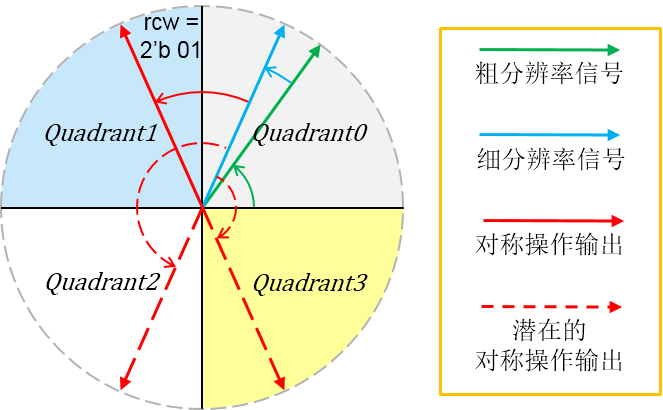 rcw =
2'b 01
Quadrant1
Quadrant0
Quadrant2
Quadrant3
粗分辨率信号
细分辨率信号
对称操作输出
潜在的
对称操作输出